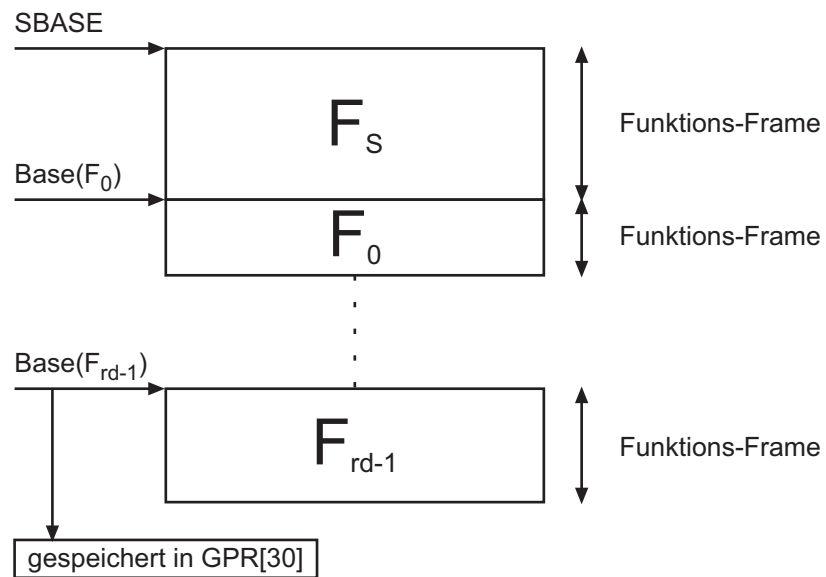 SBASE
F_S
Funktions-Frame
Base(F_0)
F_0
Funktions-Frame
Base(F_rd-1)
F_rd-1
Funktions-Frame
gespeichert in GPR[30]